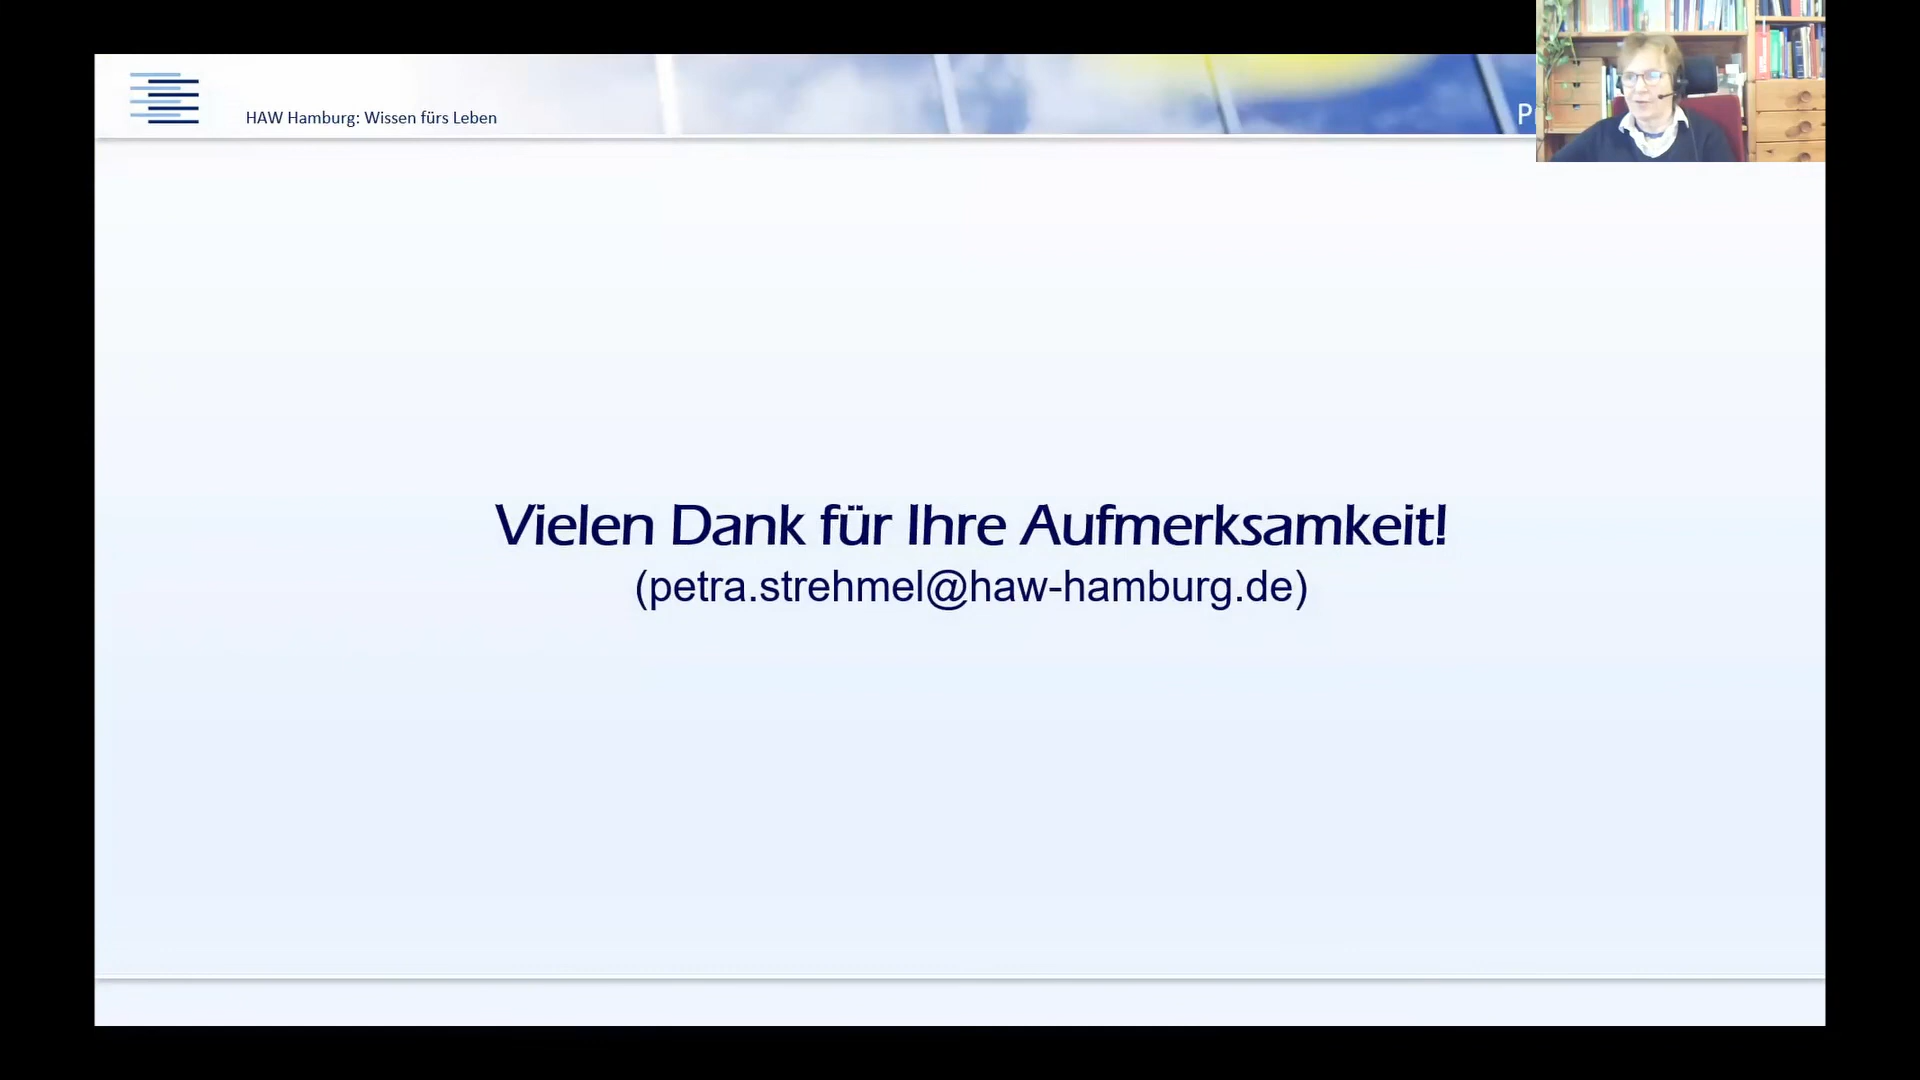 HAW Hamburg: Wissen fürs Leben
Vielen Dank für Ihre Aufmerksamkeit!
(petra.strehmel@haw-hamburg.de)